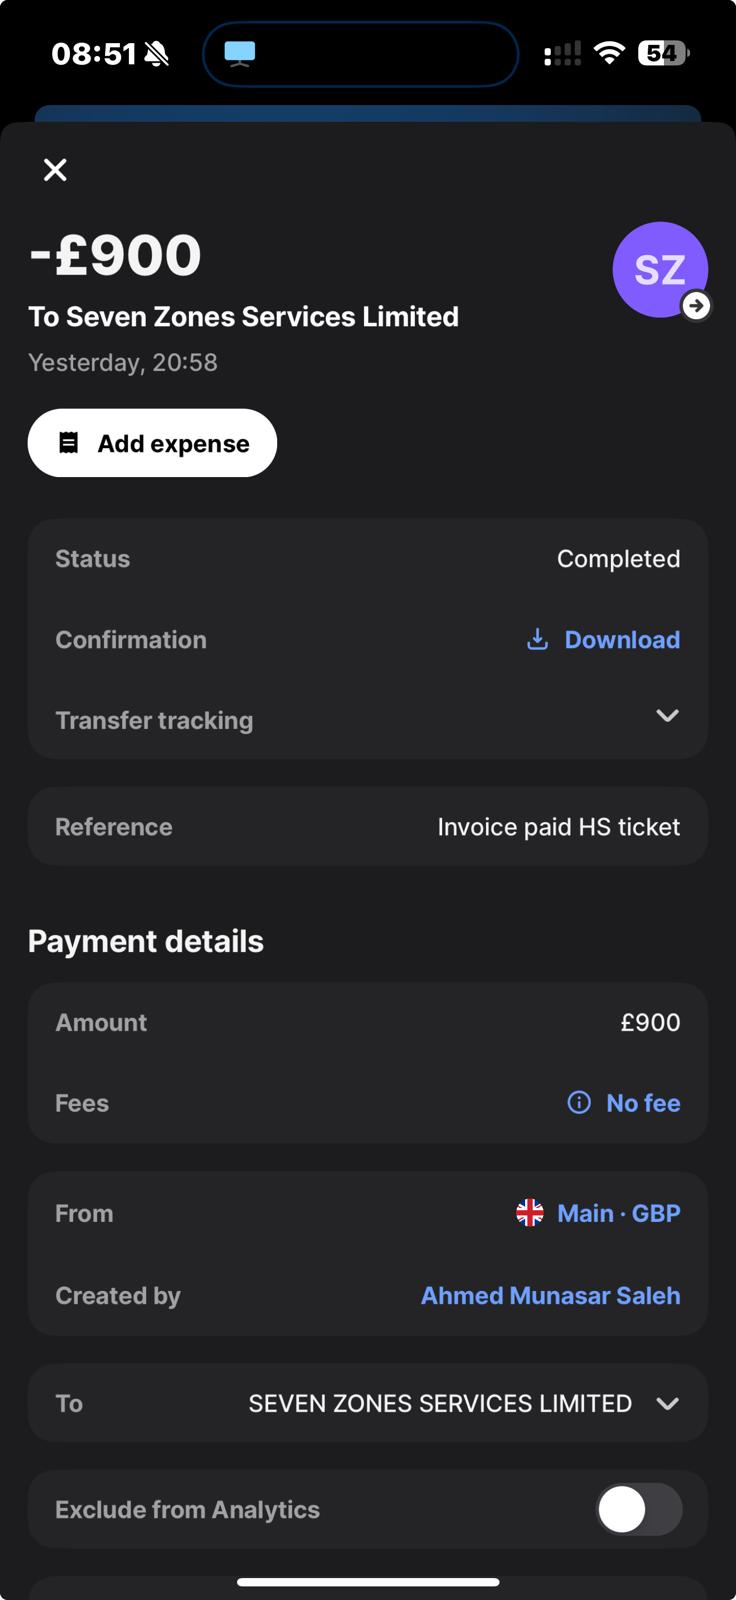 08:51
54
-£900
SZ
To Seven Zones Services Limited
Yesterday, 20:58
Add expense
Status Completed
Confirmation Download
Transfer tracking
Reference Invoice paid HS ticket
Payment details
Amount £900
Fees No fee
From Main · GBP
Created by Ahmed Munasar Saleh
To SEVEN ZONES SERVICES LIMITED
Exclude from Analytics